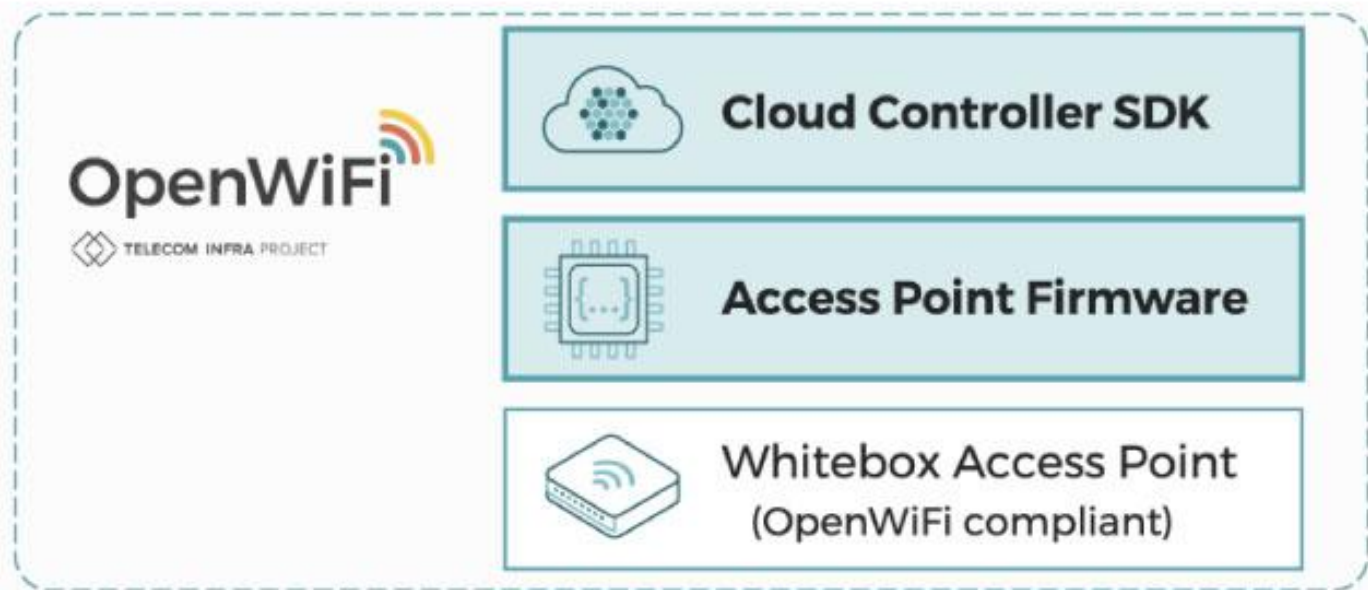 OpenWiFi
TELECOM INFRA PROJECT
Cloud Controller SDK
{...}
Access Point Firmware
Whitebox Access Point
(OpenWiFi compliant)